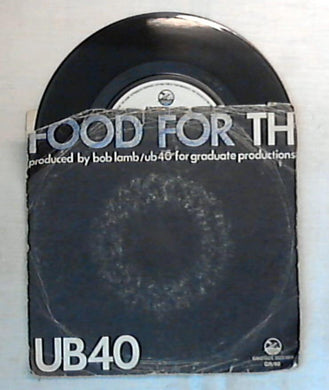 FOOD FOR TH
produced by bob lamb/ub40 for graduate productions
UB40